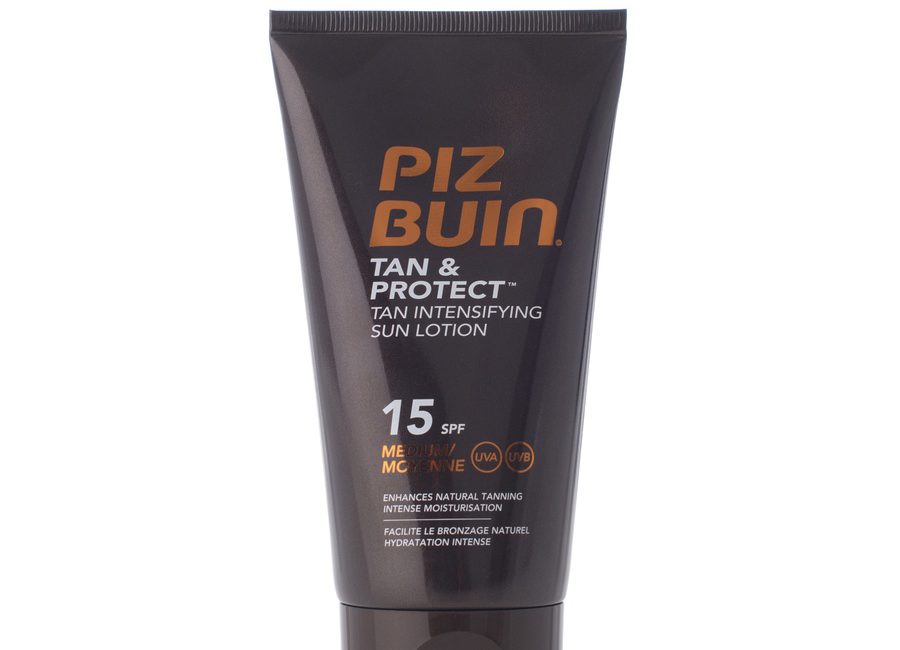 PIZ
BUIN®
TAN &
PROTECT™
TAN INTENSIFYING
SUN LOTION
15 SPF
MEDIUM/
MOYENNE UVA UVB
ENHANCES NATURAL TANNING
INTENSE MOISTURISATION
FACILITE LE BRONZAGE NATUREL
HYDRATATION INTENSE